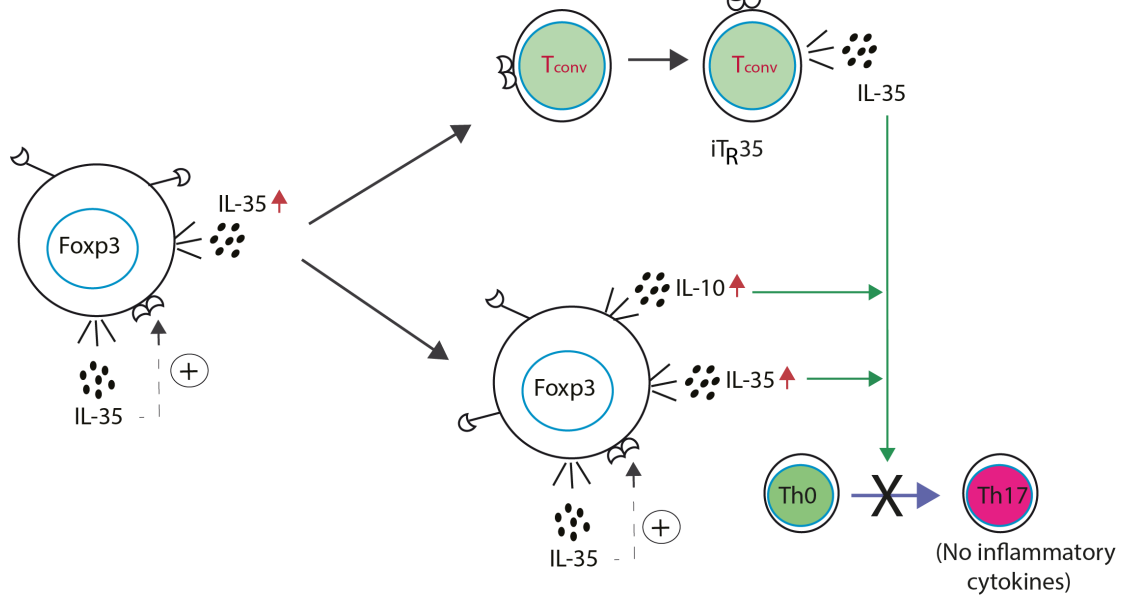 Tconv
Tconv
IL-35
iTR35
IL-35
Foxp3
IL-10
+
IL-35
Foxp3
IL-35
Th0
X
Th17
+
IL-35
(No inflammatory
cytokines)